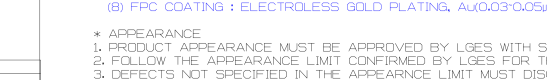 (8) FPC COATING : ELECTROLESS GOLD PLATING, Au(0.03~0.05μ
* APPEARANCE
1. PRODUCT APPEARANCE MUST BE APPROVED BY LGES WITH S
2. FOLLOW THE APPEARANCE LIMIT CONFIRMED BY LGES FOR T
3. DEFECTS NOT SPECIFIED IN THE APPEARNCE LIMIT MUST DIS